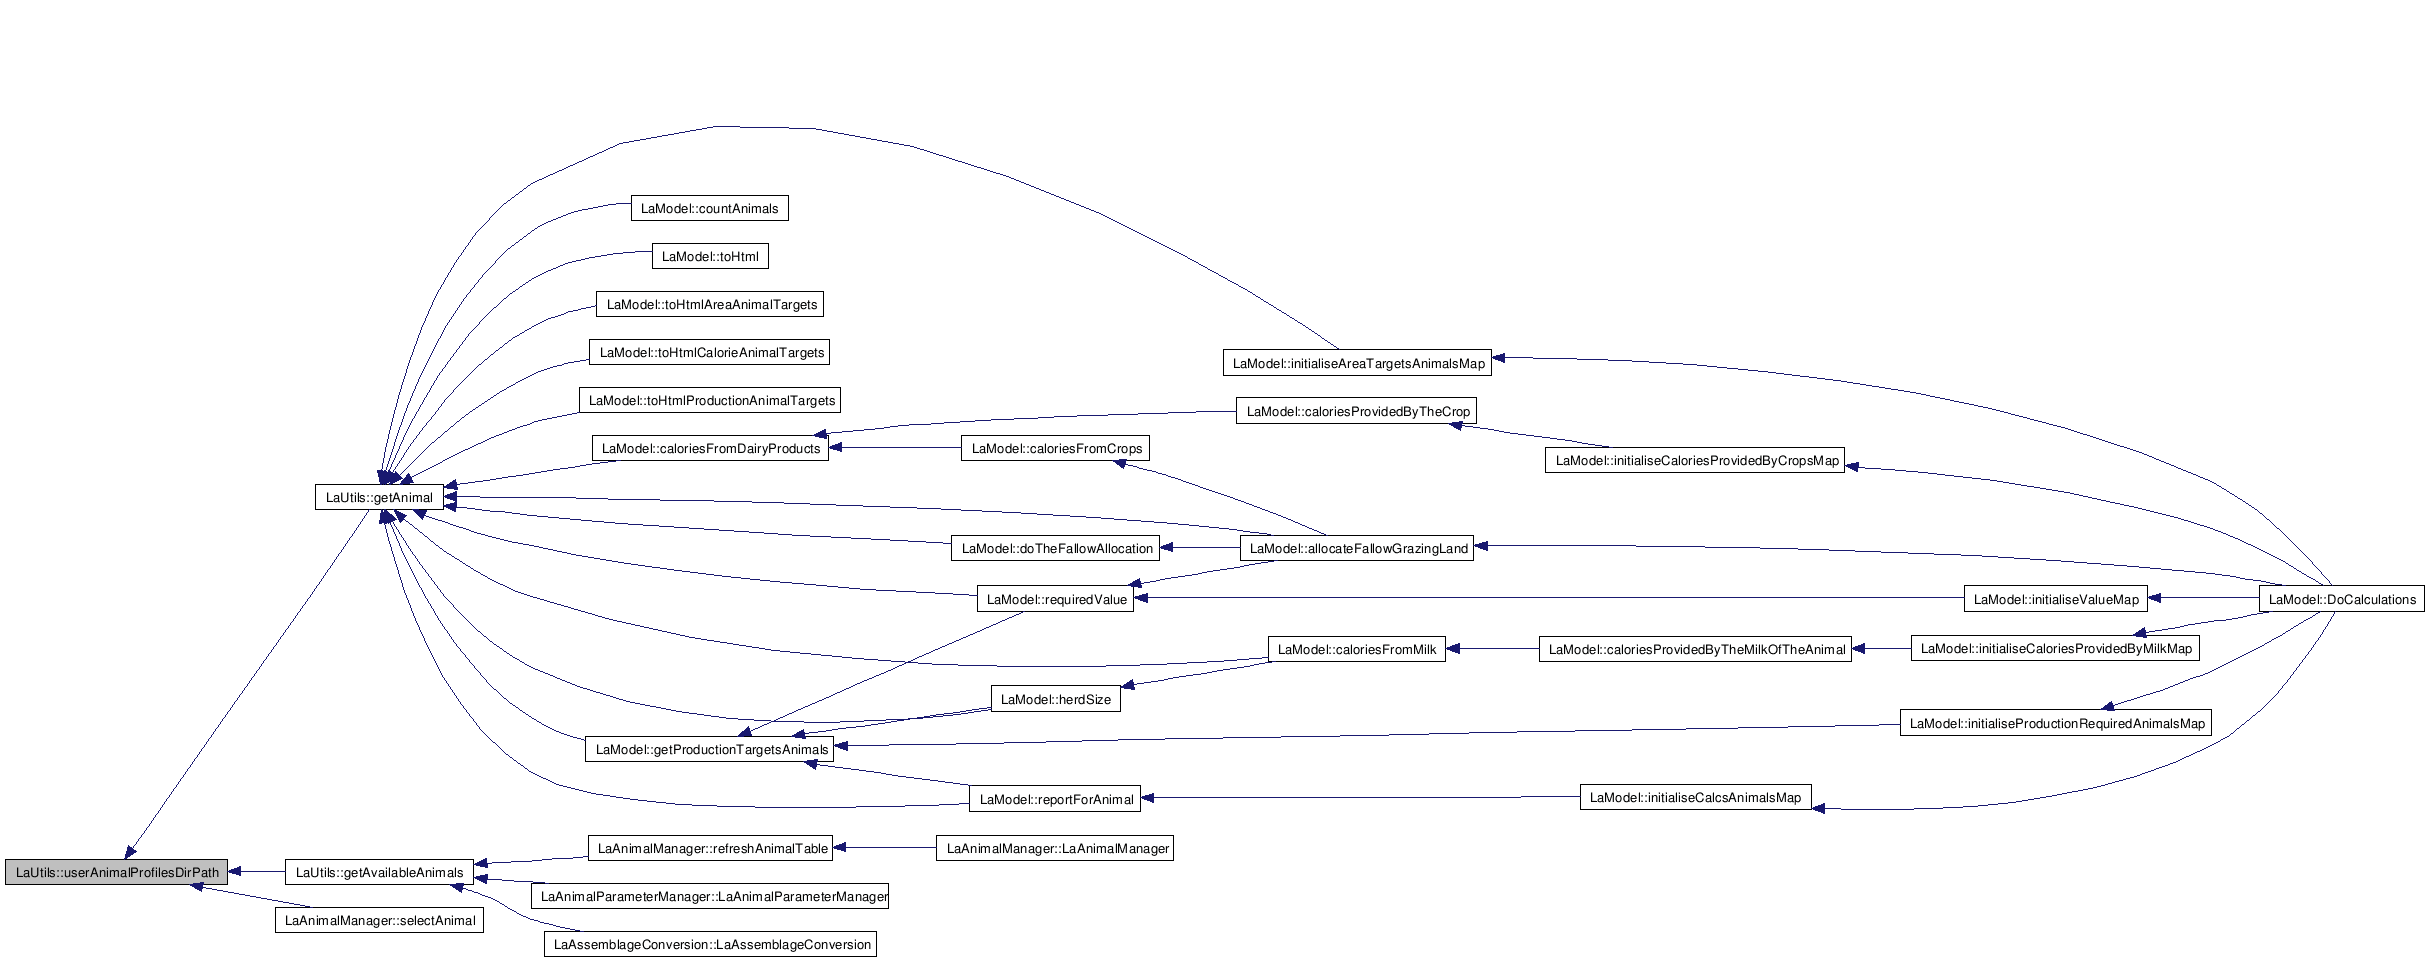 LaModel::countAnimals
LaModel::toHtml
LaModel::toHtmlAreaAnimalTargets
LaModel::toHtmlCalorieAnimalTargets
LaModel::initialiseAreaTargetsAnimalsMap
LaModel::toHtmlProductionAnimalTargets
LaModel::caloriesProvidedByTheCrop
LaModel::caloriesFromDairyProducts
LaModel::caloriesFromCrops
LaModel::initialiseCaloriesProvidedByCropsMap
LaUtils::getAnimal
LaModel::doTheFallowAllocation
LaModel::allocateFallowGrazingLand
LaModel::requiredValue
LaModel::initialiseValueMap
LaModel::DoCalculations
LaModel::caloriesFromMilk
LaModel::caloriesProvidedByTheMilkOfTheAnimal
LaModel::initialiseCaloriesProvidedByMilkMap
LaModel::herdSize
LaModel::initialiseProductionRequiredAnimalsMap
LaModel::getProductionTargetsAnimals
LaModel::reportForAnimal
LaModel::initialiseCalcsAnimalsMap
LaAnimalManager::refreshAnimalTable
LaAnimalManager::LaAnimalManager
LaUtils::userAnimalProfilesDirPath
LaUtils::getAvailableAnimals
LaAnimalParameterManager::LaAnimalParameterManager
LaAnimalManager::selectAnimal
LaAssemblageConversion::LaAssemblageConversion